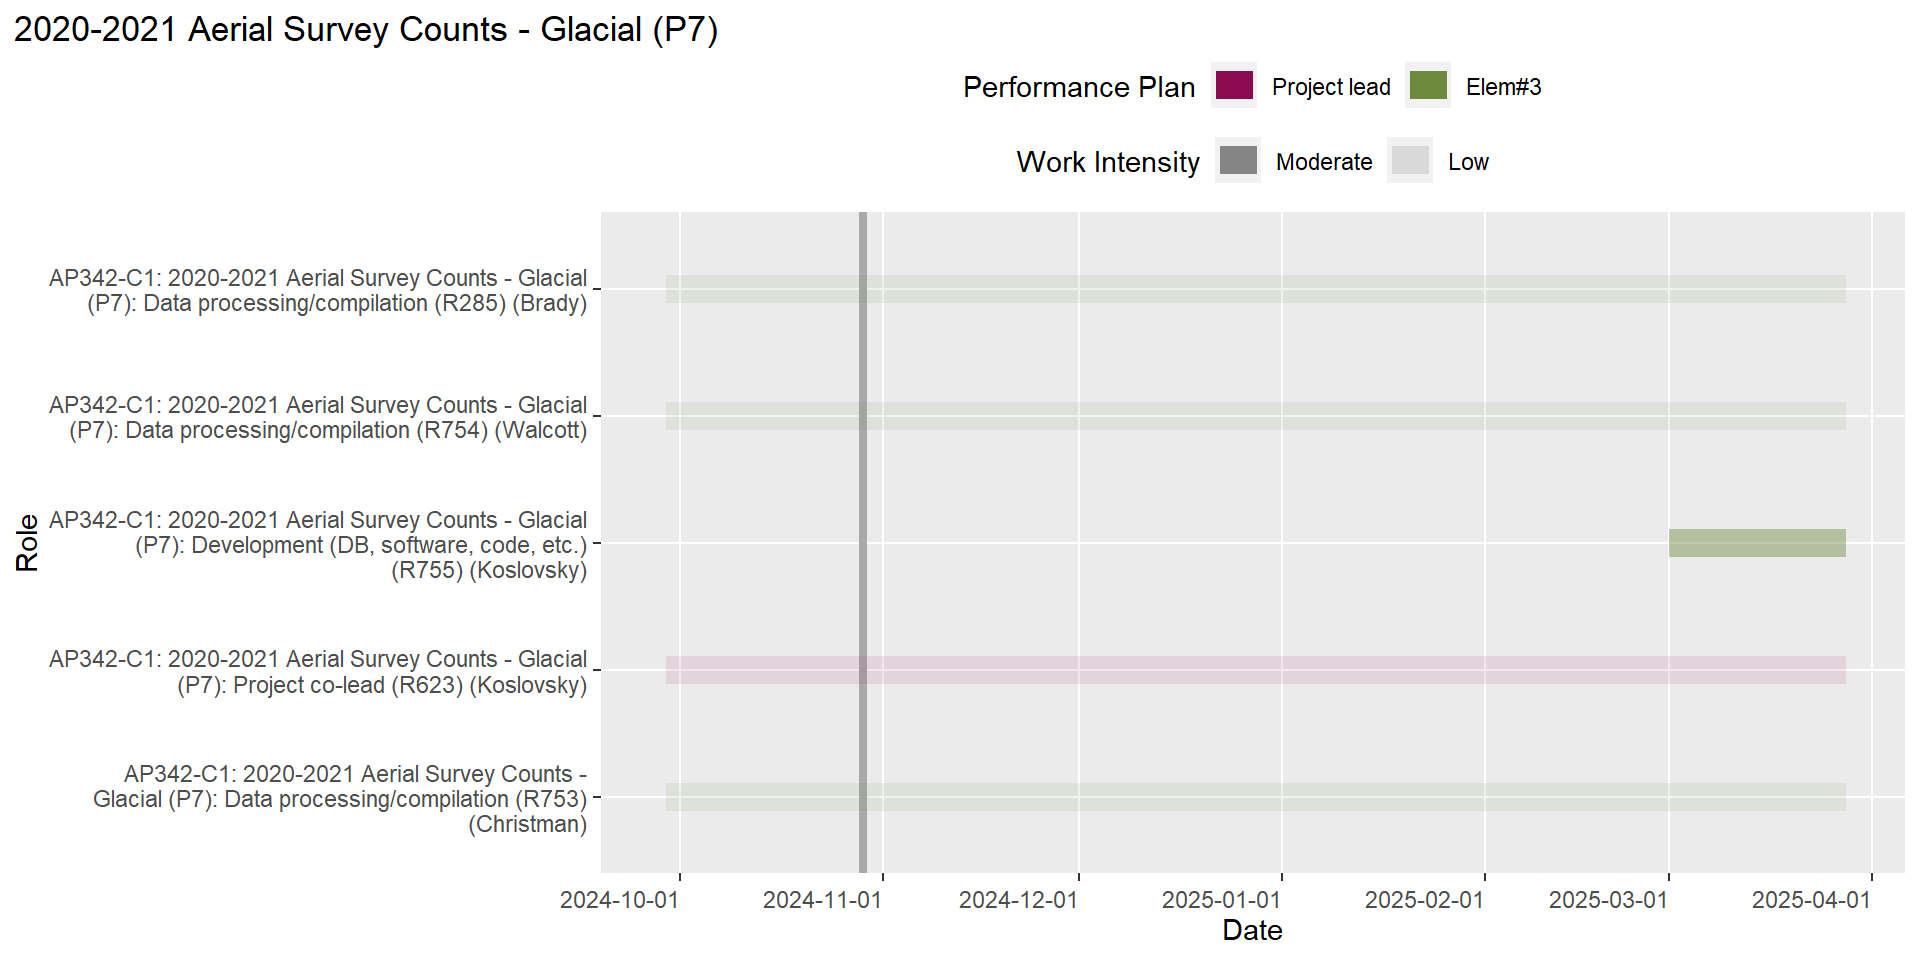 2020-2021 Aerial Survey Counts - Glacial (P7)
Performance Plan Project lead Elem#3
Work Intensity Moderate Low
AP342-C1: 2020-2021 Aerial Survey Counts - Glacial
(P7): Data processing/compilation (R285) (Brady)
AP342-C1: 2020-2021 Aerial Survey Counts - Glacial
(P7): Data processing/compilation (R754) (Walcott)
AP342-C1: 2020-2021 Aerial Survey Counts - Glacial
(P7): Development (DB, software, code, etc.)
(R755) (Koslovsky)
AP342-C1: 2020-2021 Aerial Survey Counts - Glacial
(P7): Project co-lead (R623) (Koslovsky)
AP342-C1: 2020-2021 Aerial Survey Counts -
Glacial (P7): Data processing/compilation (R753)
(Christman)
Role
2024-10-01 2024-11-01 2024-12-01 2025-01-01 2025-02-01 2025-03-01 2025-04-01
Date